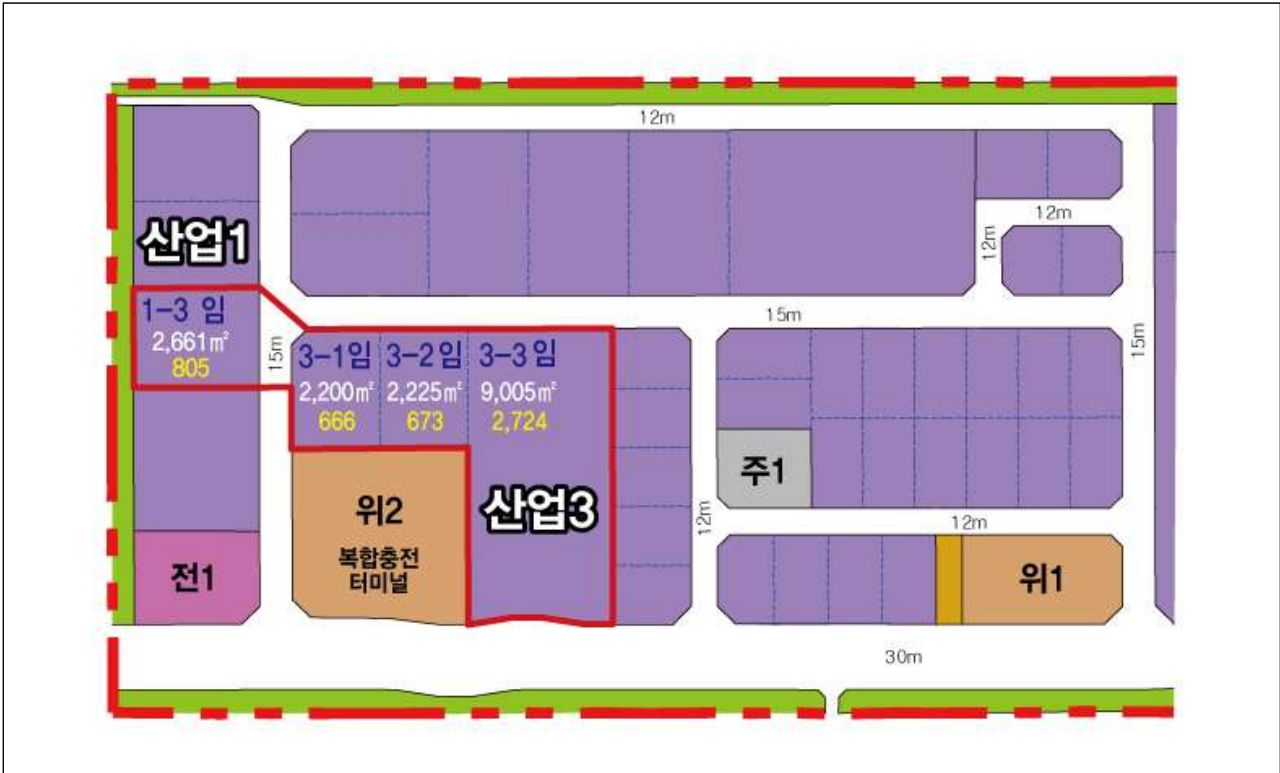 12m
산업1
12m
12m
1-3 임
2,661㎡
805
15m
15m
15m
3-1임
2,200㎡
666
3-2임
2,225㎡
673
3-3임
9,005㎡
2,724
주1
산업3
위2
복합충전
터미널
12m
12m
전1
위1
30m